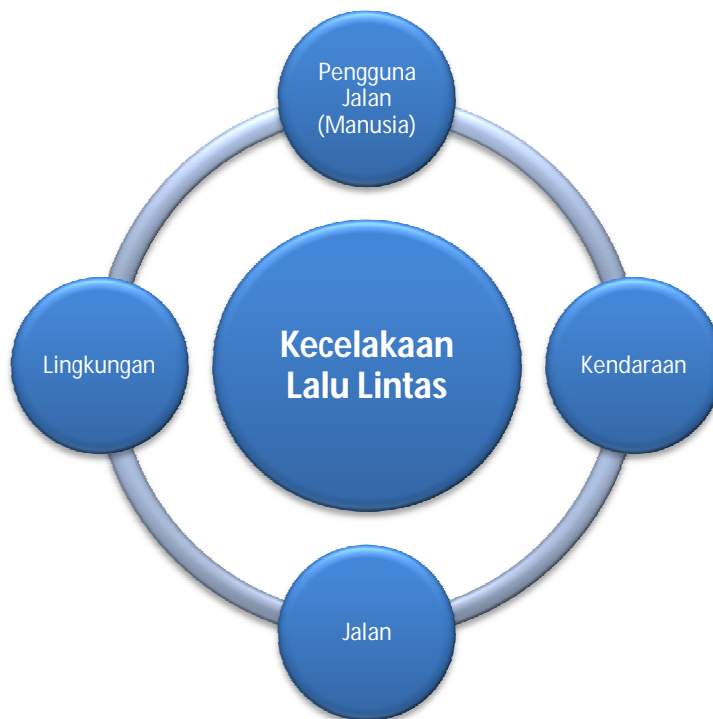 Pengguna
Jalan
(Manusia)
Lingkungan
Kecelakaan
Lalu Lintas
Kendaraan
Jalan